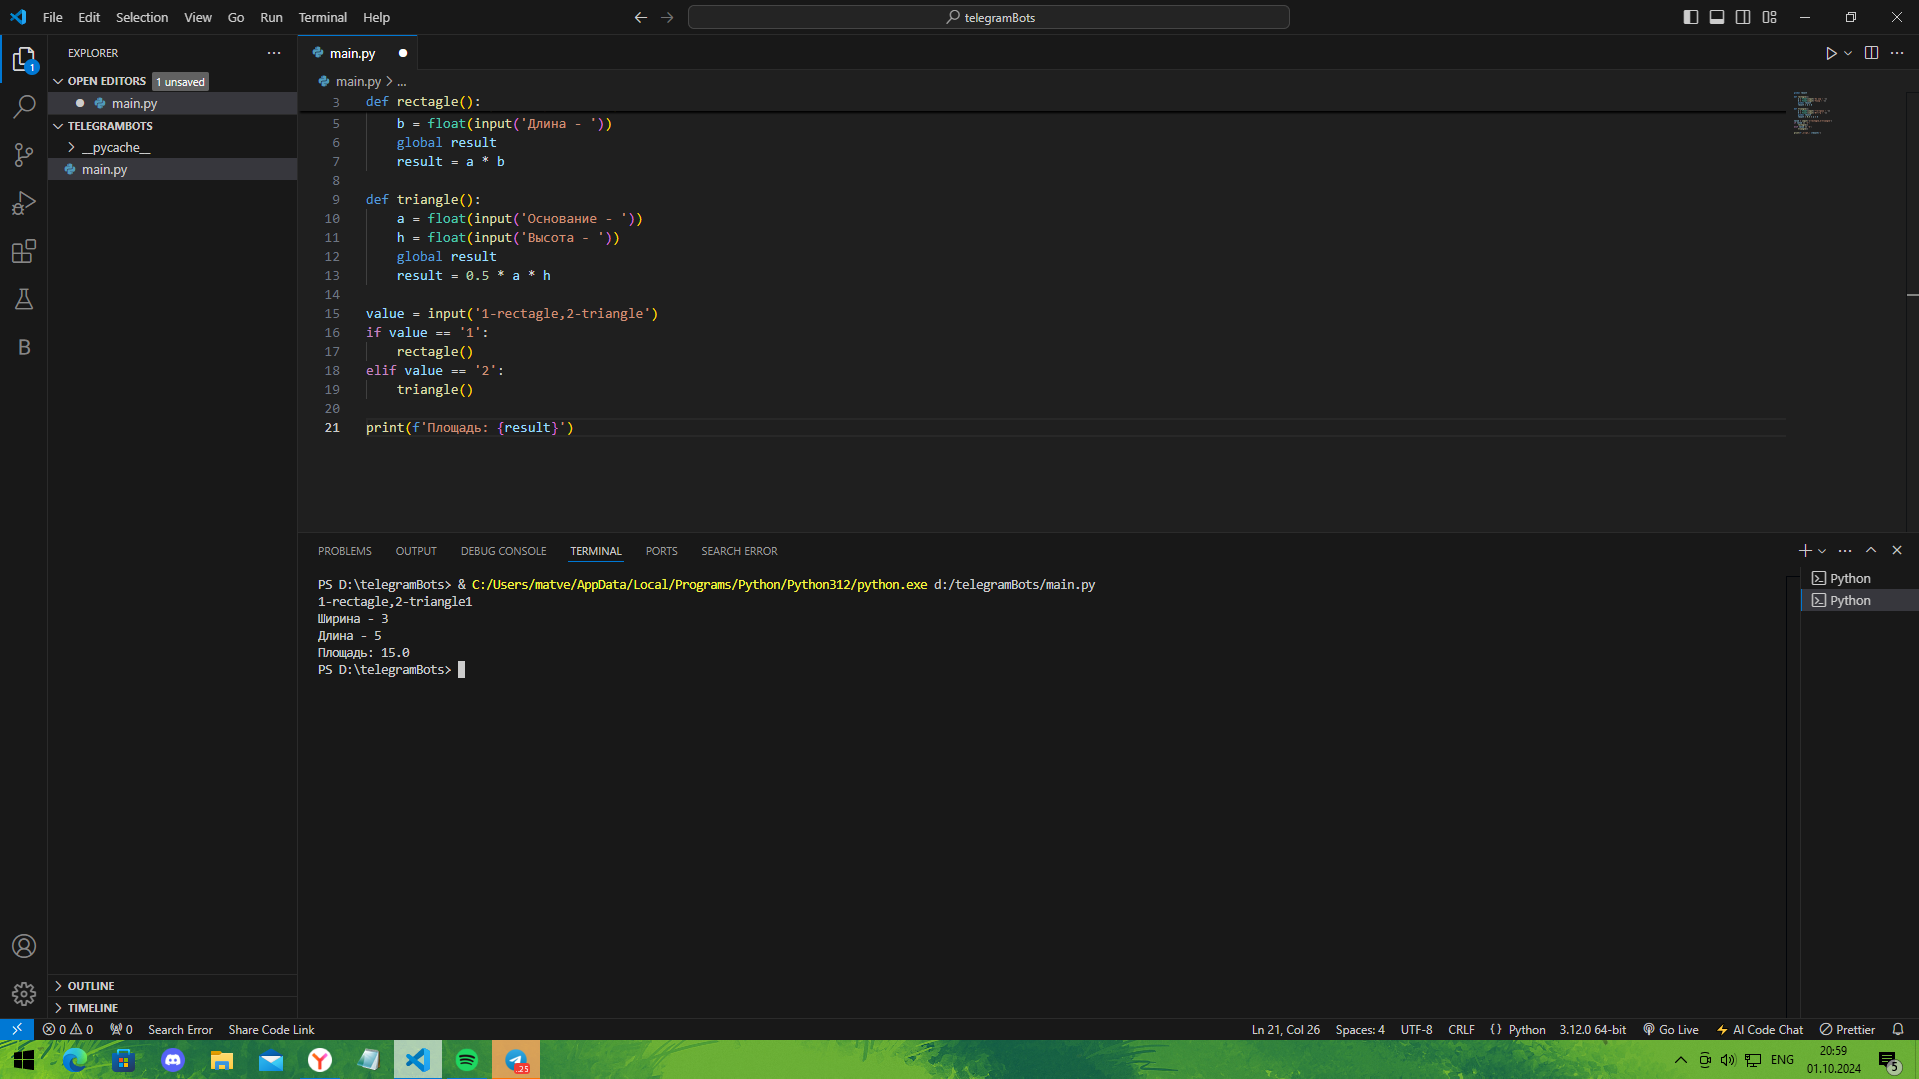 File Edit Selection View Go Run Terminal Help
telegramBots
EXPLORER
OPEN EDITORS 1 unsaved
main.py
TELEGRAMBOTS
__pycache__
main.py
OUTLINE
TIMELINE
main.py
main.py > ...
3 def rectagle():
5 b = float(input('Длина - '))
6 global result
7 result = a * b
8
9 def triangle():
10 a = float(input('Основание - '))
11 h = float(input('Высота - '))
12 global result
13 result = 0.5 * a * h
14
15 value = input('1-rectagle,2-triangle')
16 if value == '1':
17 rectagle()
18 elif value == '2':
19 triangle()
20
21 print(f'Площадь: {result}')
PROBLEMS OUTPUT DEBUG CONSOLE TERMINAL PORTS SEARCH ERROR
PS D:\telegramBots> & C:/Users/matve/AppData/Local/Programs/Python/Python312/python.exe d:/telegramBots/main.py
1-rectagle,2-triangle1
Ширина - 3
Длина - 5
Площадь: 15.0
PS D:\telegramBots>
Python
Python
0 0 0 Search Error Share Code Link
Ln 21, Col 26 Spaces: 4 UTF-8 CRLF {} Python 3.12.0 64-bit Go Live AI Code Chat Prettier
ENG
20:59
01.10.2024